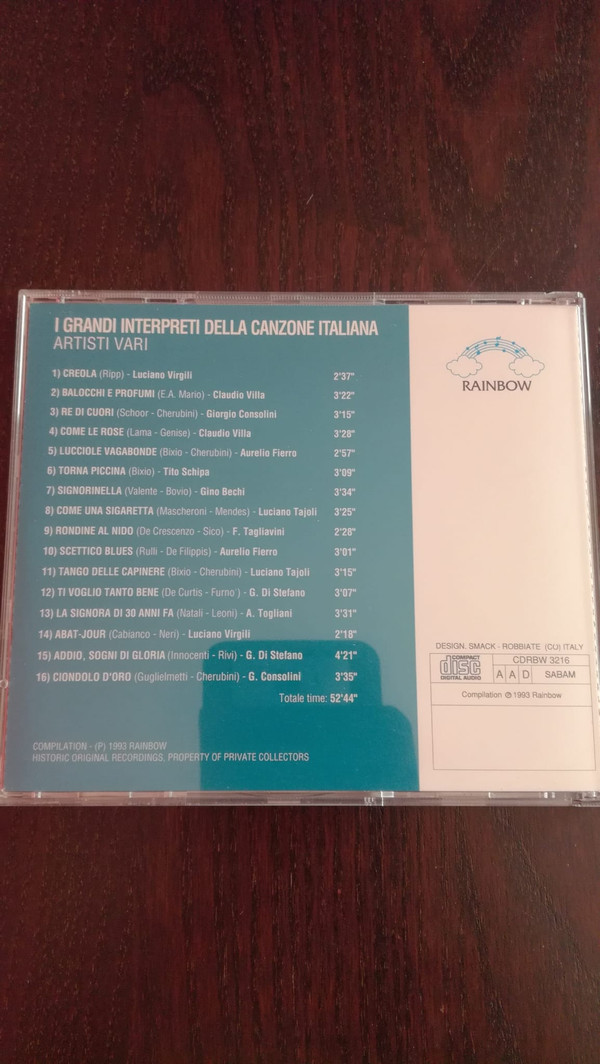 I GRANDI INTERPRETI DELLA CANZONE ITALIANA
ARTISTI VARI
1) CREOLA (Ripp) - Luciano Virgili 2'37"
2) BALOCCHI E PROFUMI (E.A. Mario) - Claudio Villa 3'22"
3) RE DI CUORI (Schoor - Cherubini) - Giorgio Consolini 3'15"
4) COME LE ROSE (Lama - Genise) - Claudio Villa 3'28"
5) LUCCIOLE VAGABONDE (Bixio - Cherubini) - Aurelio Fierro 2'57"
6) TORNA PICCINA (Bixio) - Tito Schipa 3'09"
7) SIGNORINELLA (Valente - Bovio) - Gino Bechi 3'34"
8) COME UNA SIGARETTA (Mascheroni - Mendes) - Luciano Tajoli 3'25"
9) RONDINE AL NIDO (De Crescenzo - Sico) - F. Tagliavini 2'28"
10) SCETTICO BLUES (Rulli - De Filippis) - Aurelio Fierro 3'01"
11) TANGO DELLE CAPINERE (Bixio - Cherubini) - Luciano Tajoli 3'15"
12) TI VOGLIO TANTO BENE (De Curtis - Furno') - G. Di Stefano 3'07"
13) LA SIGNORA DI 30 ANNI FA (Natali - Leoni) - A. Togliani 3'31"
14) ABAT-JOUR (Cabianco - Neri) - Luciano Virgili 2'18"
15) ADDIO, SOGNI DI GLORIA (Innocenti - Rivi) - G. Di Stefano 4'21"
16) CIONDOLO D'ORO (Guglielmetti - Cherubini) - G. Consolini 3'35"
Totale time: 52'44"
COMPILATION - (P) 1993 RAINBOW
HISTORIC ORIGINAL RECORDINGS, PROPERTY OF PRIVATE COLLECTORS
RAINBOW
DESIGN. SMACK - ROBBIATE (CO) ITALY
COMPACT disc DIGITAL AUDIO
CDRBW 3216
A A D SABAM
Compilation ℗ 1993 Rainbow